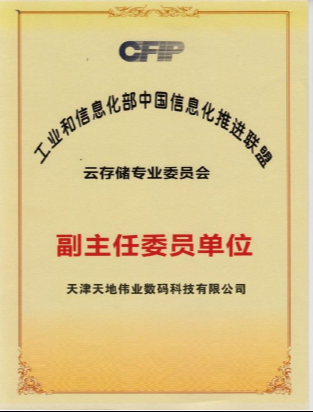 CFIP
工业和信息化部中国信息化推进联盟
云存储专业委员会
副主任委员单位
天津天地伟业数码科技有限公司